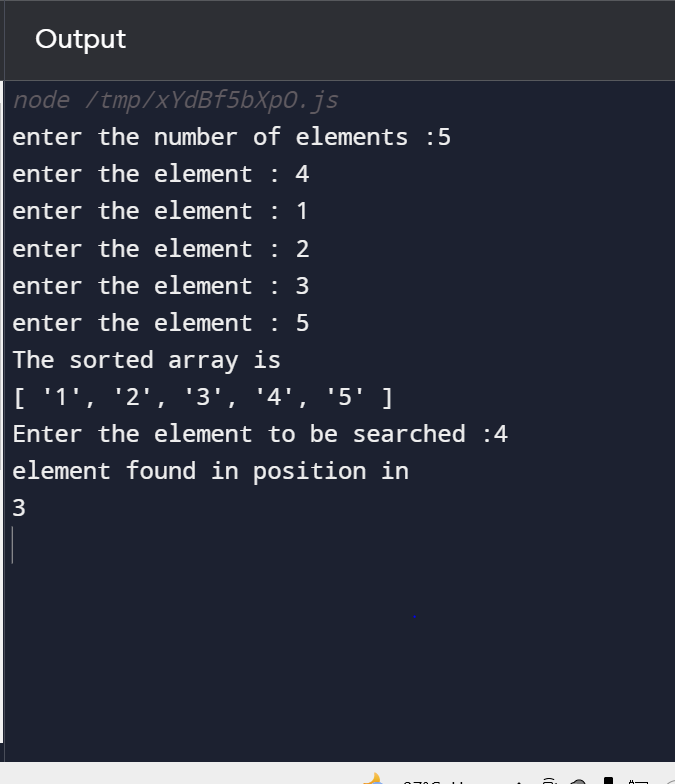 Output
node /tmp/xYdBf5bXpO.js
enter the number of elements :5
enter the element : 4
enter the element : 1
enter the element : 2
enter the element : 3
enter the element : 5
The sorted array is
[ '1', '2', '3', '4', '5' ]
Enter the element to be searched :4
element found in position in
3